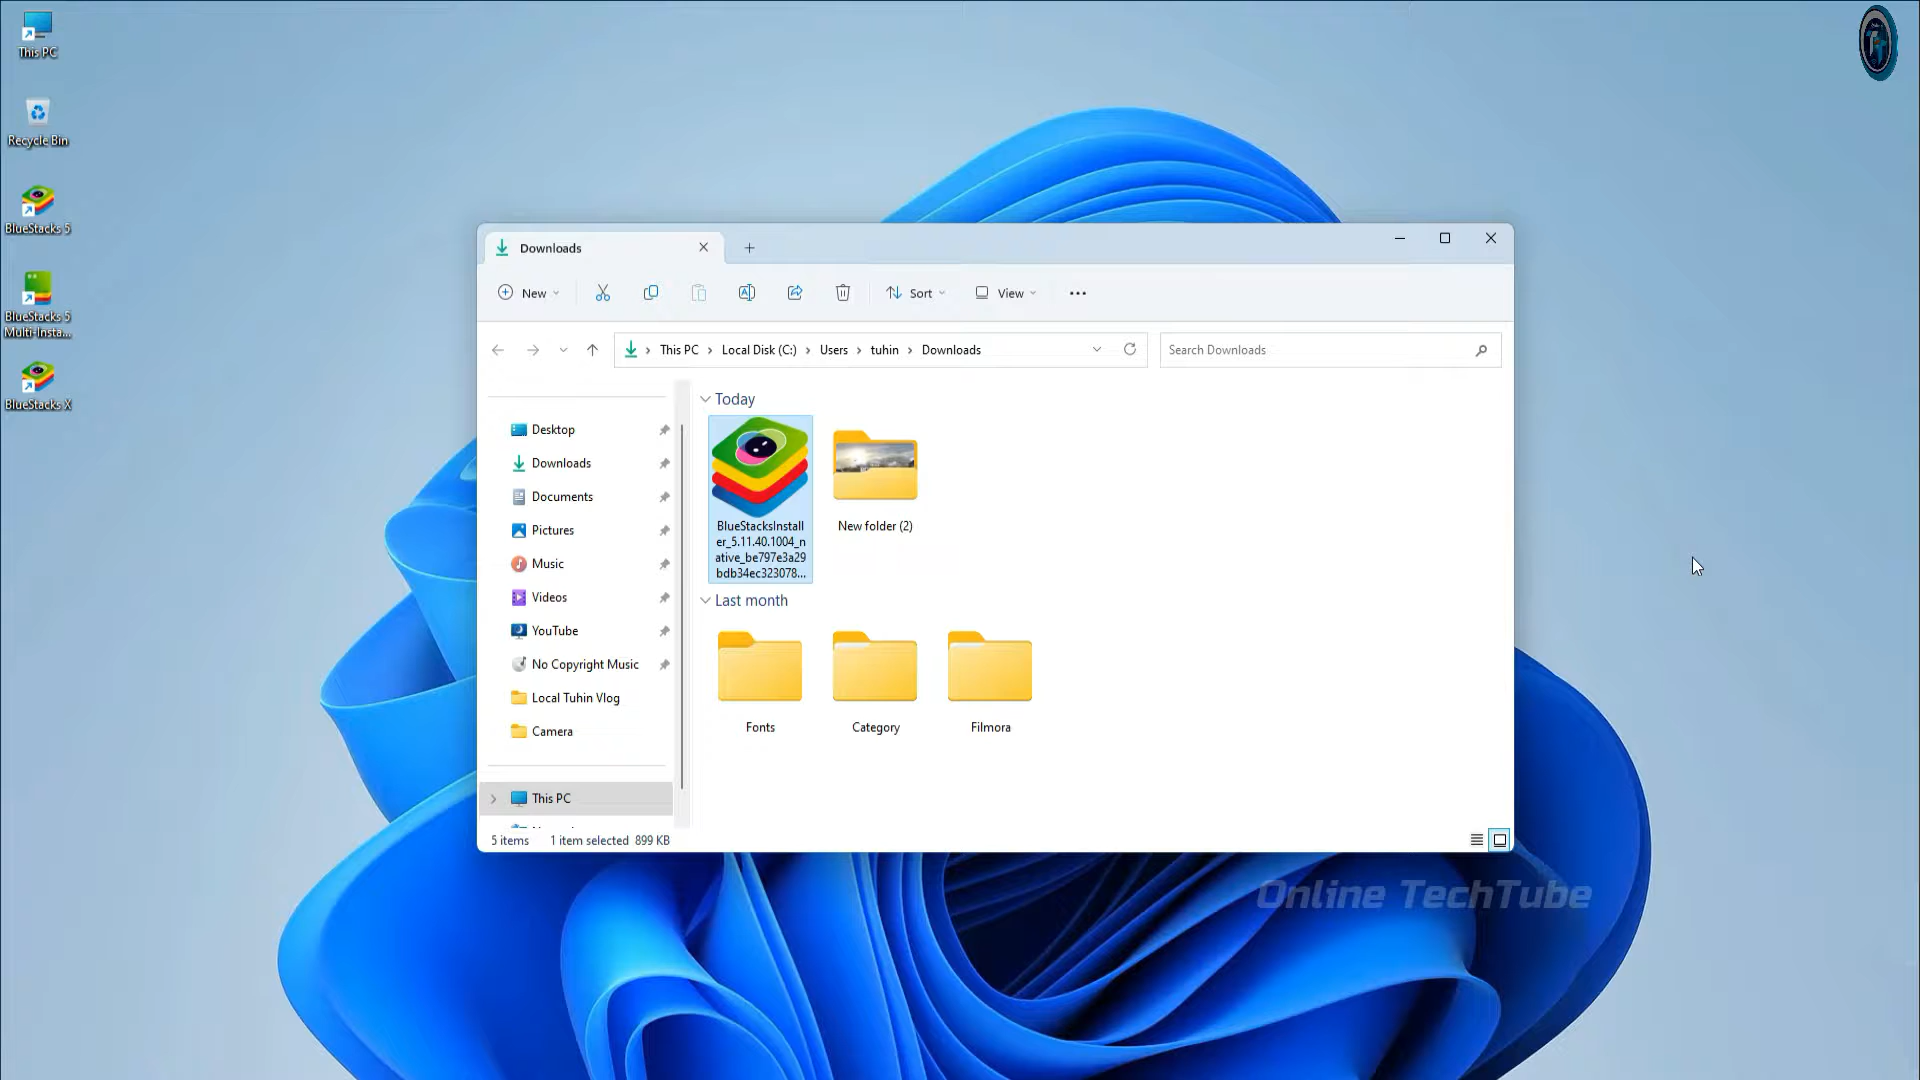 This PC
Recycle Bin
BlueStacks 5
BlueStacks 5
Multi-Insta...
BlueStacks X
Downloads
New
Sort
View
This PC
Local Disk (C:)
Users
tuhin
Downloads
Search Downloads
Desktop
Downloads
Documents
Pictures
Music
Videos
YouTube
No Copyright Music
Local Tuhin Vlog
Camera
This PC
Today
BlueStacksInstall
er_5.11.40.1004_n
ative_be797e3a29
bdb34ec323078...
New folder (2)
Last month
Fonts
Category
Filmora
5 items
1 item selected 899 KB
Online TechTube